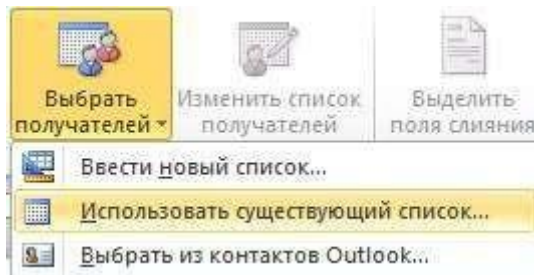 Выбрать
получателей
Изменить список
получателей
Выделить
поля слияния
Ввести новый список...
Использовать существующий список...
Выбрать из контактов Outlook...